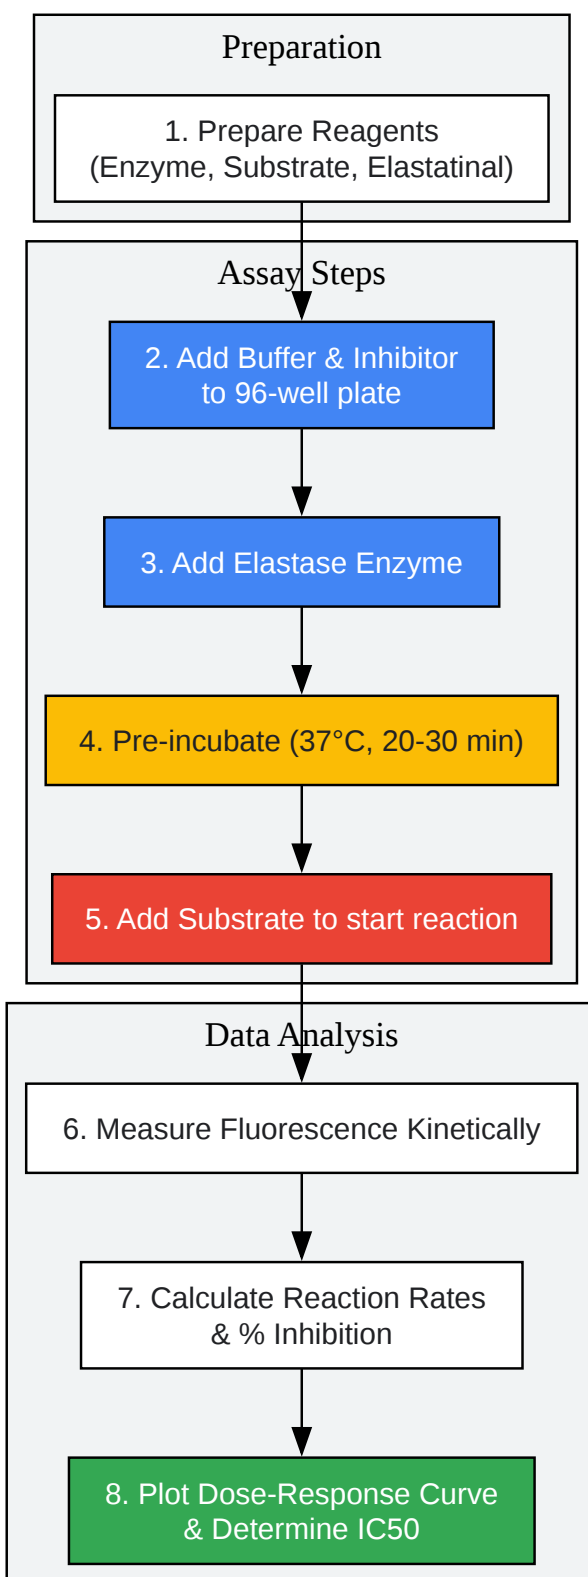 Preparation
1. Prepare Reagents
(Enzyme, Substrate, Elastatinal)
Assay Steps
2. Add Buffer & Inhibitor
to 96-well plate
3. Add Elastase Enzyme
4. Pre-incubate (37°C, 20-30 min)
5. Add Substrate to start reaction
Data Analysis
6. Measure Fluorescence Kinetically
7. Calculate Reaction Rates
& % Inhibition
8. Plot Dose-Response Curve
& Determine IC50